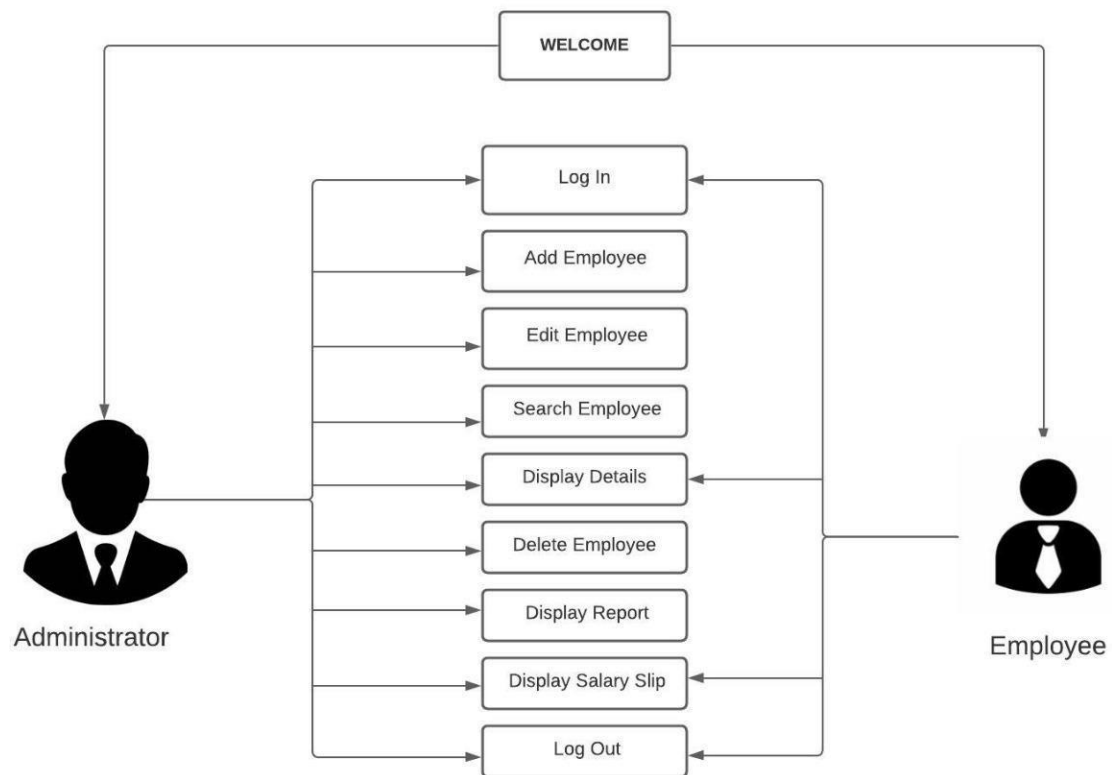 WELCOME
Log In
Add Employee
Edit Employee
Search Employee
Display Details
Delete Employee
Display Report
Display Salary Slip
Log Out
Administrator
Employee